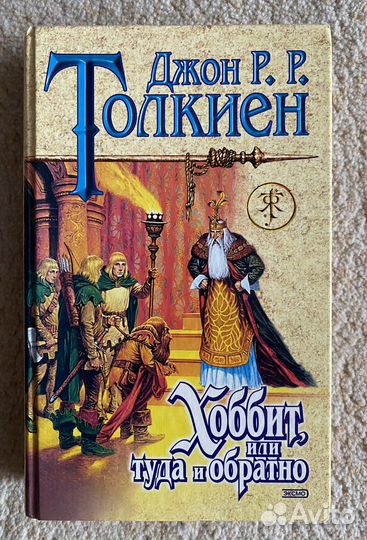 Джон Р. Р.
Толкиен
Хоббит,
или
туда и обратно
ЭКСМО
Avito